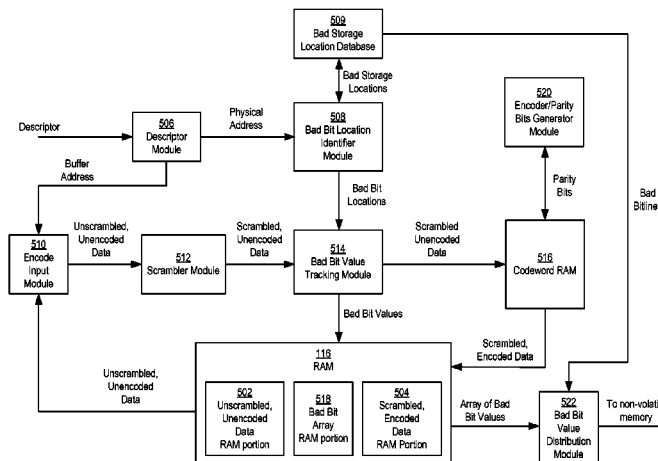 509
Bad Storage
Location Database
Bad Storage
Locations
520
Encoder/Parity
Bits Generator
Module
Descriptor
506
Descriptor
Module
Physical
Address
508
Bad Bit Location
Identifier
Module
Buffer
Address
Bad Bit
Locations
Parity
Bits
Bad
Bitline
510
Encode
Input
Module
Unscrambled,
Unencoded
Data
512
Scrambler Module
Scrambled,
Unencoded
Data
514
Bad Bit Value
Tracking Module
Scrambled
Unencoded
Data
516
Codeword RAM
Bad Bit Values
Unscrambled,
Unencoded
Data
116
RAM
Scrambled,
Encoded Data
502
Unscrambled,
Unencoded
Data
RAM portion
518
Bad Bit
Array
RAM portion
504
Scrambled,
Encoded
Data RAM
Portion
Array of Bad
Bit Values
522
Bad Bit
Value
Distribution
Module
To non-volati
memory